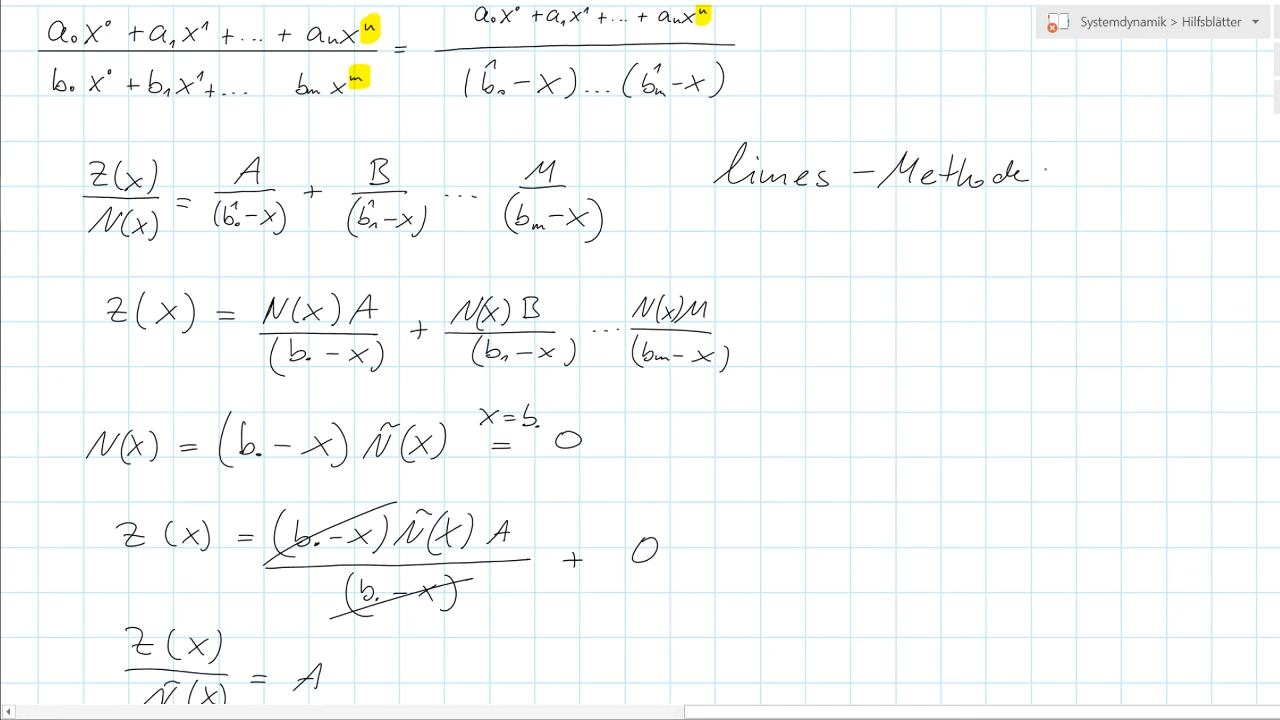 Systemdynamik > Hilfsblätter
(a₀x⁰ + a₁x¹ + ... + aₙxⁿ) / (b₀x⁰ + b₁x¹ + ... bₘxᵐ) = (a₀x⁰ + a₁x¹ + ... + aₙxⁿ) / ((b̂₀ - x) ... (b̂ₘ - x))
Z(x)/N(x) = A/(b̂₀ - x) + B/(b̂₁ - x) ... M/(bₘ - x) limes - Methode
Z(x) = N(x)A/(b₀ - x) + N(x)B/(b₁ - x) ... N(x)M/(bₘ - x)
N(x) = (b₀ - x) Ñ(x) =^{x = b₀} 0
Z(x) = (b₀ - x) Ñ(x) A / (b₀ - x) + 0
Z(x)/Ñ(x) = A